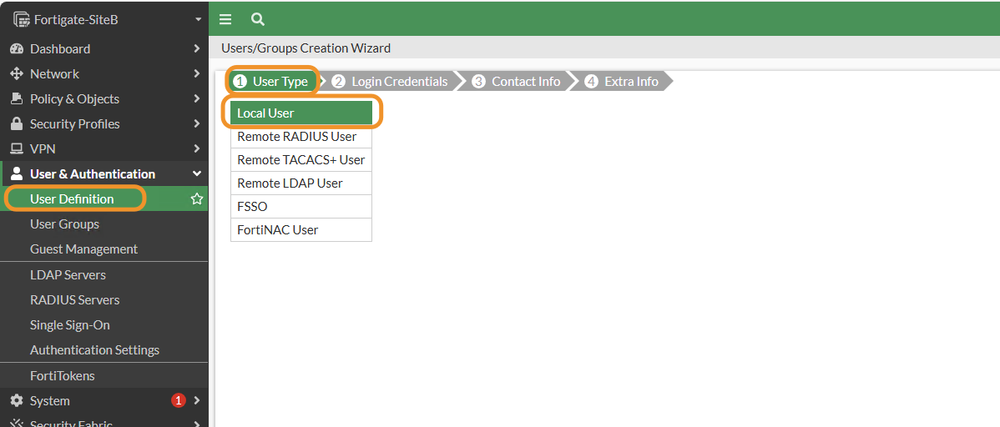 Fortigate-SiteB
Dashboard
Network
Policy & Objects
Security Profiles
VPN
User & Authentication
User Definition
User Groups
Guest Management
LDAP Servers
RADIUS Servers
Single Sign-On
Authentication Settings
FortiTokens
System 1
Security Fabric
Users/Groups Creation Wizard
1 User Type 2 Login Credentials 3 Contact Info 4 Extra Info
Local User
Remote RADIUS User
Remote TACACS+ User
Remote LDAP User
FSSO
FortiNAC User